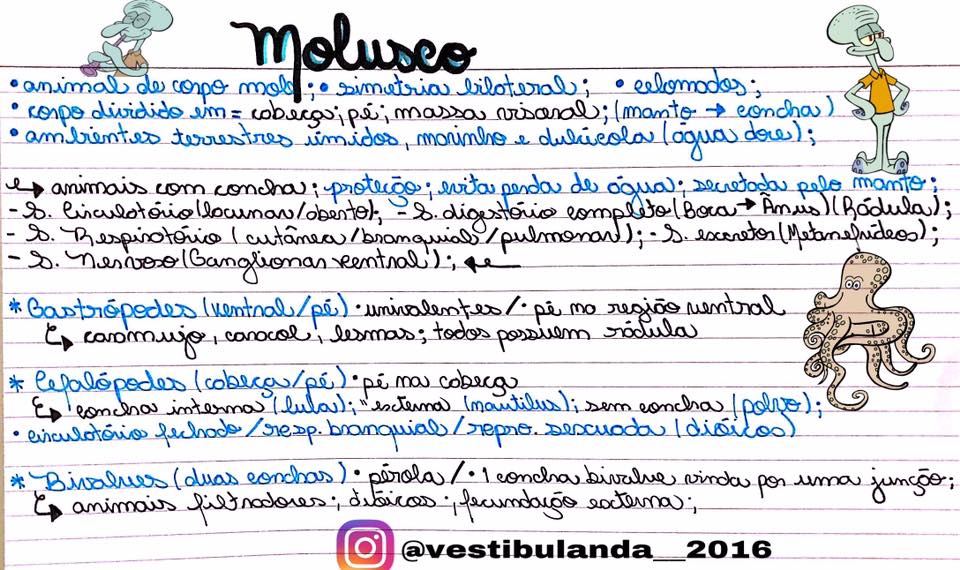 Molusco
• animal de corpo mole; • simetria bilateral; • celomados;
• corpo dividido em = cabeça; pé; massa visceral; (manto → concha)
• ambientes terrestres úmidos, marinho e dulcícola (água doce);
↳ animais com concha; proteção; evita perda de água; secretada pelo manto;
- S. Circulatório (lacunar/aberto); - S. digestório completo (Boca → Ânus) (Rádula);
- S. Respiratório (cutânea/branquial/pulmonar); - S. excretor (Metanefrídeos);
- S. Nervoso (Ganglionar ventral); ←
* Gastrópodes (ventral/pé) • univalentes / • pé na região ventral
↳ caramujo, caracol, lesmas; todos possuem rádula
* Cefalópodes (cabeça/pé) • pé na cabeça
↳ concha interna (lula); " externa (nautilus); sem concha (polvo);
• circulatório fechado / resp. branquial / repro. sexuada (dióicos)
* Bivalves (duas conchas) • pérola / • 1 concha bivalve vinda por uma junção;
↳ animais filtradores; dióicos; fecundação externa;
@vestibulanda__2016